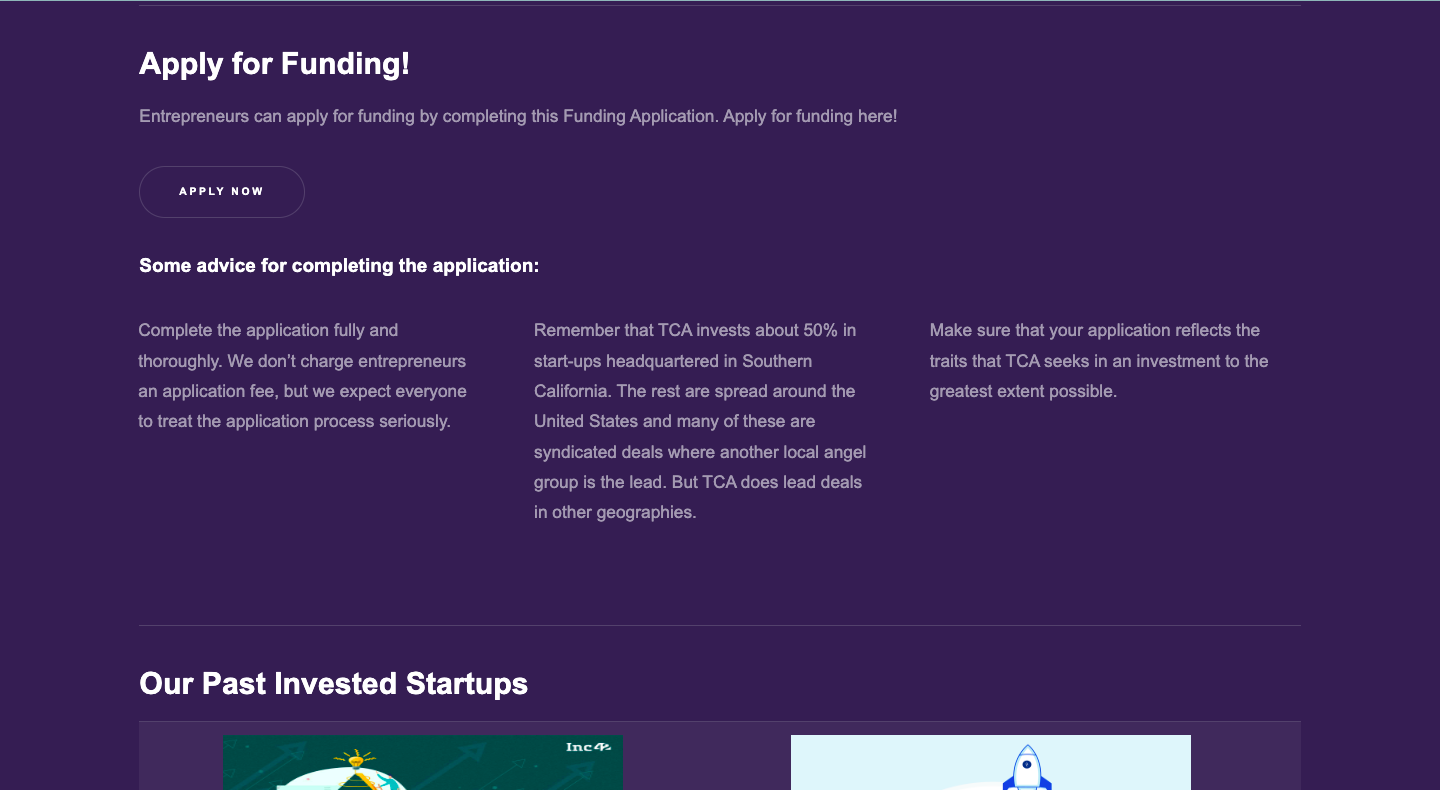 Apply for Funding!
Entrepreneurs can apply for funding by completing this Funding Application. Apply for funding here!
APPLY NOW
Some advice for completing the application:
Complete the application fully and
thoroughly. We don’t charge entrepreneurs
an application fee, but we expect everyone
to treat the application process seriously.
Remember that TCA invests about 50% in
start-ups headquartered in Southern
California. The rest are spread around the
United States and many of these are
syndicated deals where another local angel
group is the lead. But TCA does lead deals
in other geographies.
Make sure that your application reflects the
traits that TCA seeks in an investment to the
greatest extent possible.
Our Past Invested Startups
Inc42